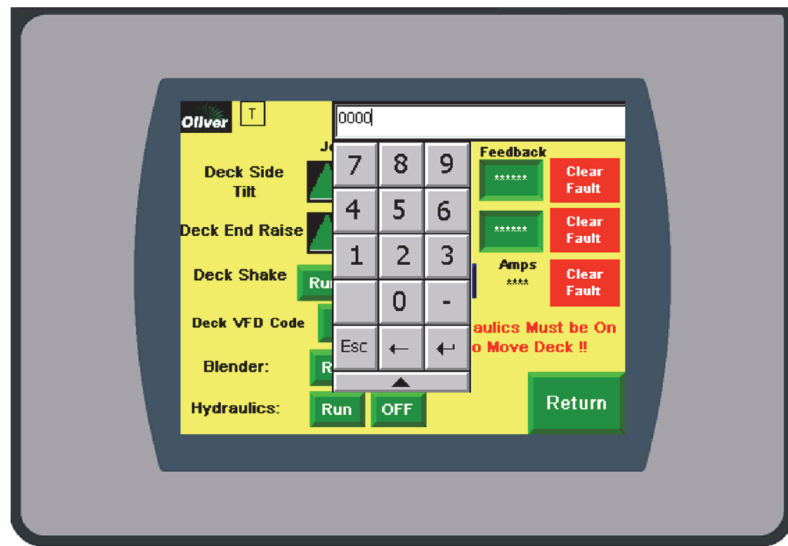 Oliver
T
0000
Feedback
Deck Side
Tilt
7 8 9
******
Clear
Fault
Deck End Raise
4 5 6
******
Clear
Fault
Deck Shake
1 2 3
Amps
****
Clear
Fault
Deck VFD Code
0 -
aulics Must be On
o Move Deck !!
Blender:
R
Esc ← ↵
Hydraulics:
Run OFF
Return